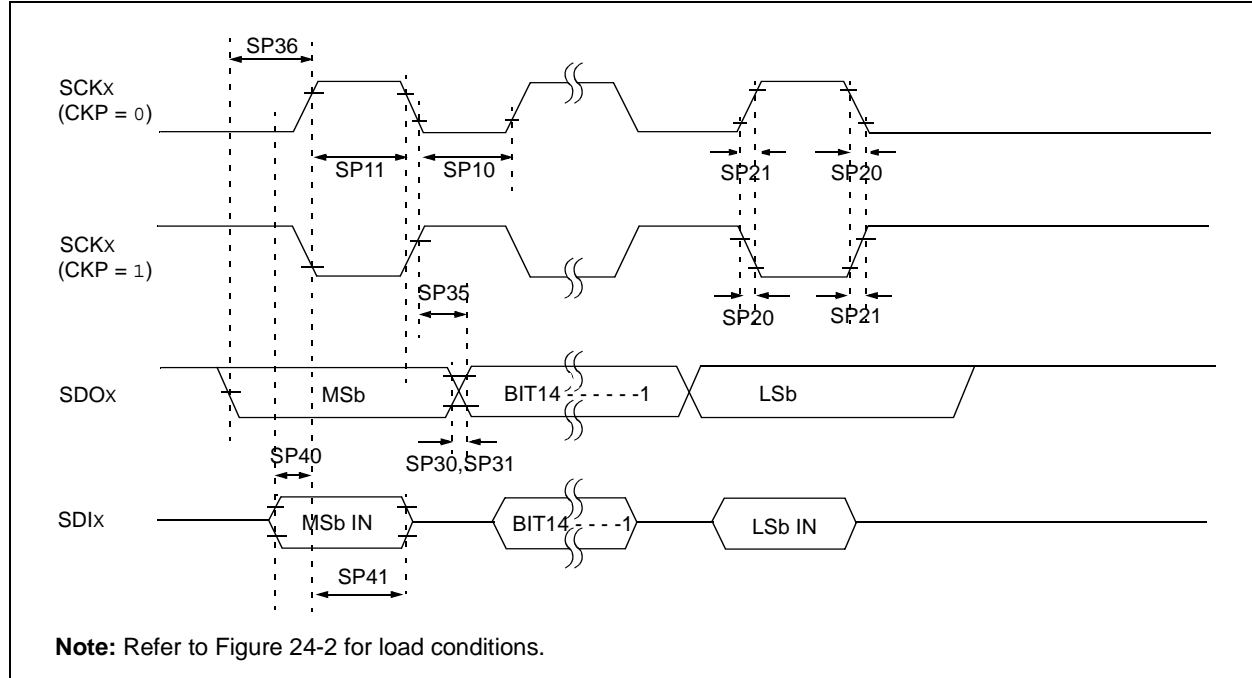 SP36
SCKX
(CKP = 0)
SP11
SP10
SP21
SP20
SCKX
(CKP = 1)
SP35
SP20
SP21
SDOX
MSb
BIT14 - - - - - -1
LSb
SP40
SP30,SP31
SDIX
MSb IN
BIT14 - - - - -1
LSb IN
SP41
Note: Refer to Figure 24-2 for load conditions.